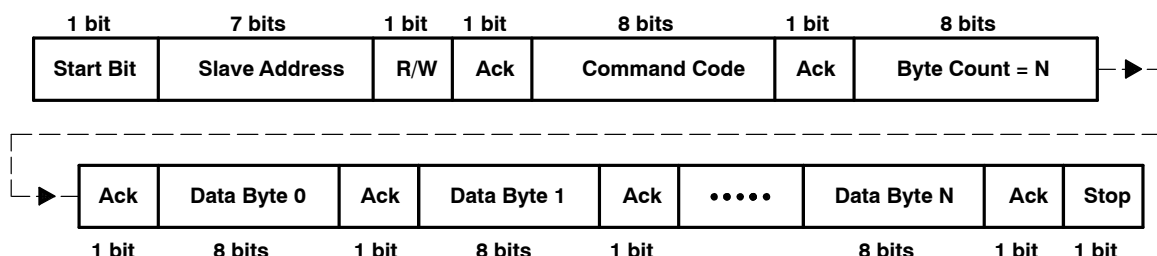 1 bit 7 bits 1 bit 1 bit 8 bits 1 bit 8 bits
Start Bit Slave Address R/W Ack Command Code Ack Byte Count = N
Ack Data Byte 0 Ack Data Byte 1 Ack ····· Data Byte N Ack Stop
1 bit 8 bits 1 bit 8 bits 1 bit 8 bits 1 bit 1 bit